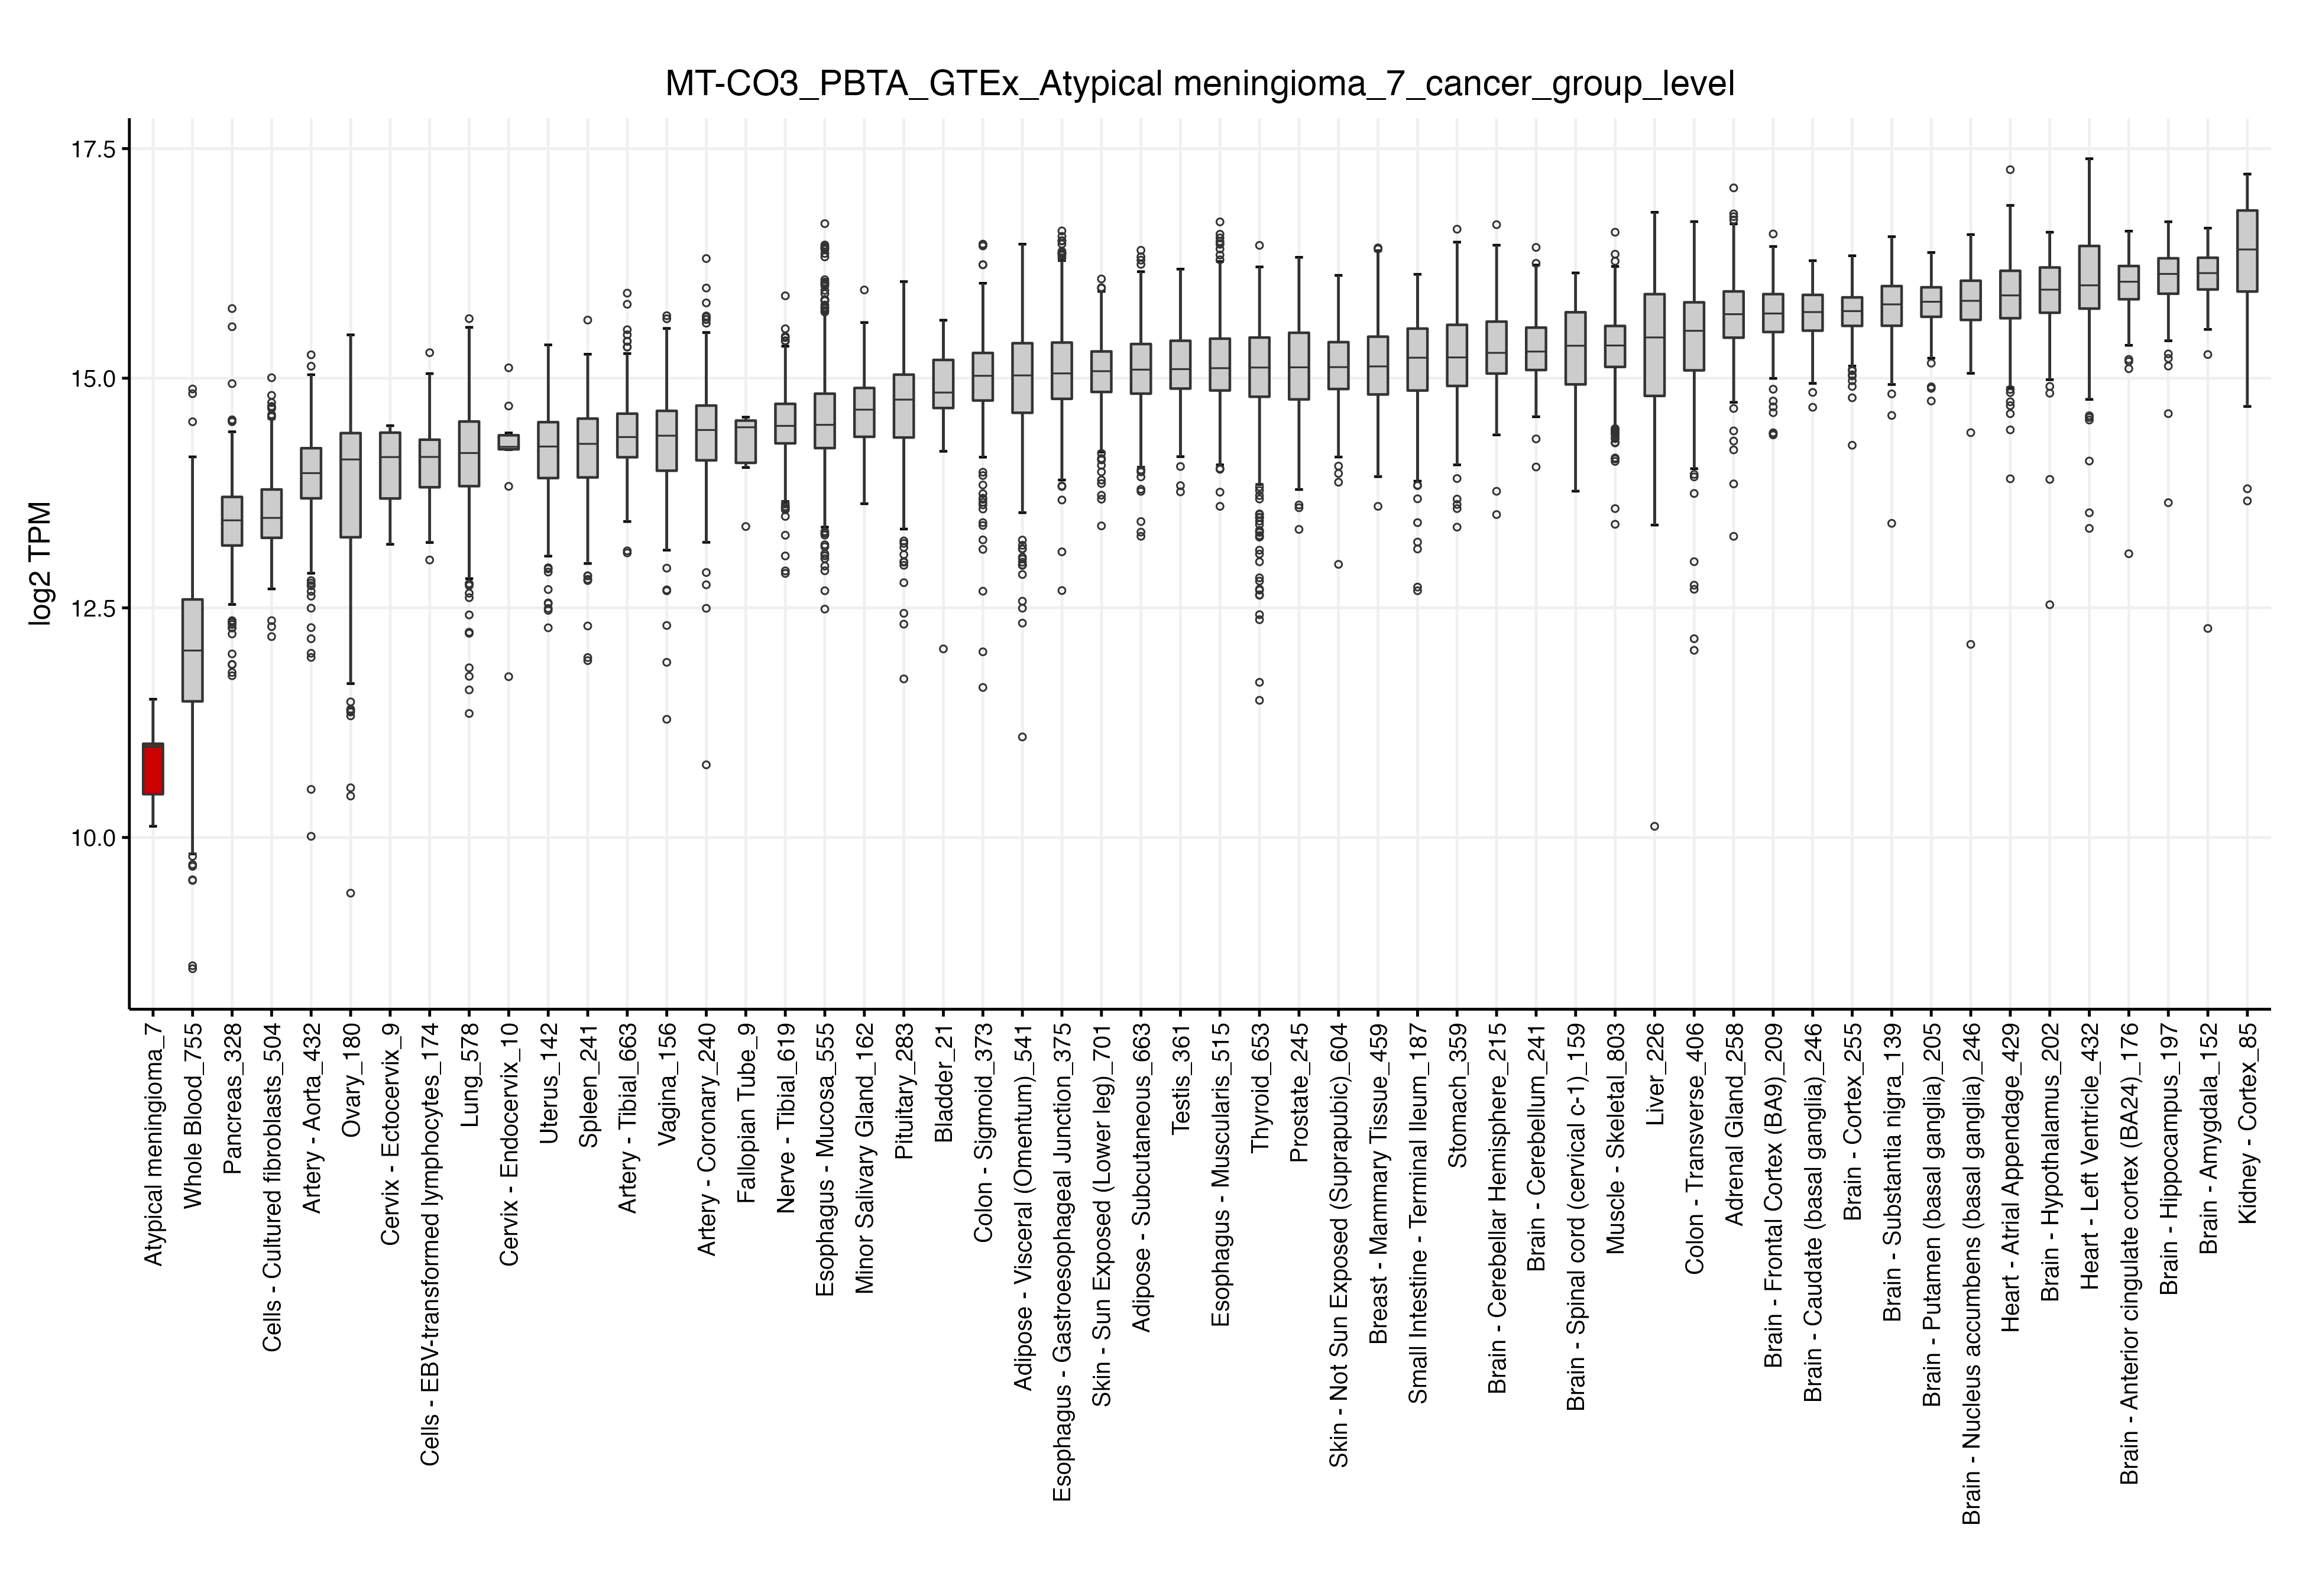 MT-CO3_PBTA_GTEx_Atypical meningioma_7_cancer_group_level
log2 TPM
17.5
15.0
12.5
10.0
Atypical meningioma_7
Whole Blood_755
Pancreas_328
Cells - Cultured fibroblasts_504
Artery - Aorta_432
Ovary_180
Cervix - Ectocervix_9
Cells - EBV-transformed lymphocytes_174
Lung_578
Cervix - Endocervix_10
Uterus_142
Spleen_241
Artery - Tibial_663
Vagina_156
Artery - Coronary_240
Fallopian Tube_9
Nerve - Tibial_619
Esophagus - Mucosa_555
Minor Salivary Gland_162
Pituitary_283
Bladder_21
Colon - Sigmoid_373
Adipose - Visceral (Omentum)_541
Esophagus - Gastroesophageal Junction_375
Skin - Sun Exposed (Lower leg)_701
Adipose - Subcutaneous_663
Testis_361
Esophagus - Muscularis_515
Thyroid_653
Prostate_245
Skin - Not Sun Exposed (Suprapubic)_604
Breast - Mammary Tissue_459
Small Intestine - Terminal Ileum_187
Stomach_359
Brain - Cerebellar Hemisphere_215
Brain - Cerebellum_241
Brain - Spinal cord (cervical c-1)_159
Muscle - Skeletal_803
Liver_226
Colon - Transverse_406
Adrenal Gland_258
Brain - Frontal Cortex (BA9)_209
Brain - Caudate (basal ganglia)_246
Brain - Cortex_255
Brain - Substantia nigra_139
Brain - Putamen (basal ganglia)_205
Brain - Nucleus accumbens (basal ganglia)_246
Heart - Atrial Appendage_429
Brain - Hypothalamus_202
Heart - Left Ventricle_432
Brain - Anterior cingulate cortex (BA24)_176
Brain - Hippocampus_197
Brain - Amygdala_152
Kidney - Cortex_85